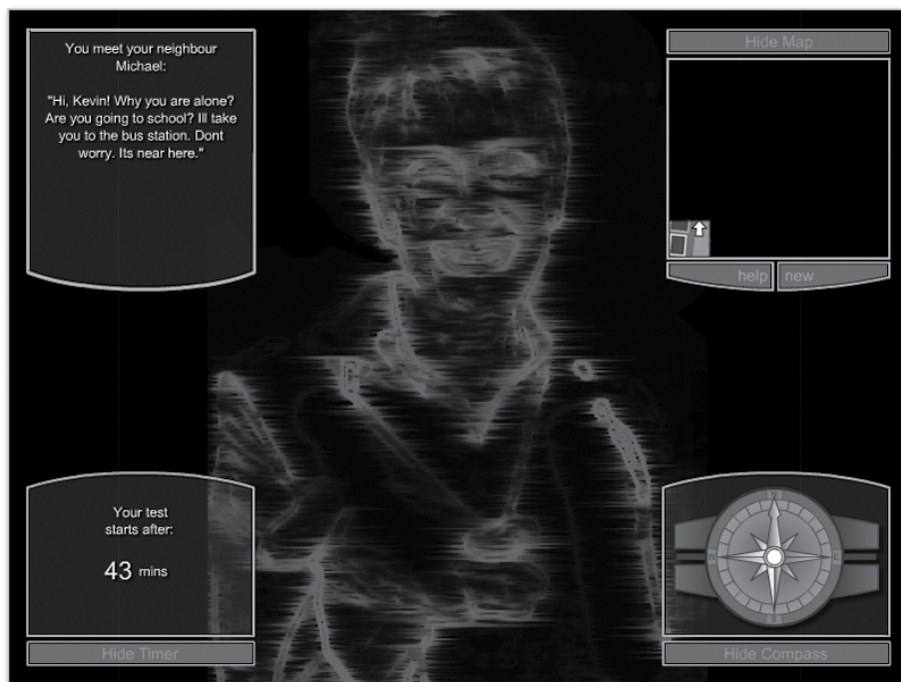 You meet your neighbour
Michael:
"Hi, Kevin! Why you are alone?
Are you going to school? Ill take
you to the bus station. Dont
worry. Its near here."
Hide Map
help
new
Your test
starts after:
43 mins
Hide Timer
Hide Compass